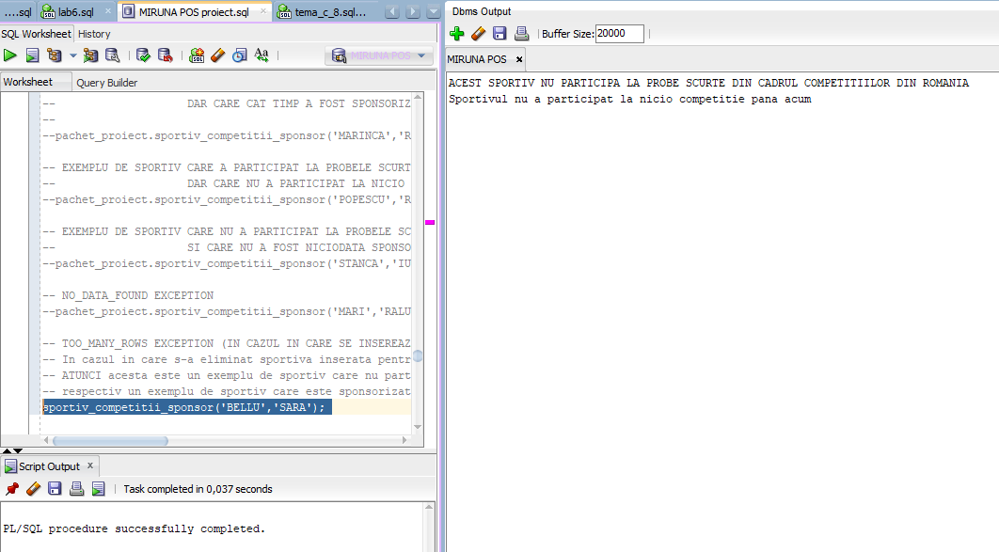 ....sql lab6.sql MIRUNA POS proiect.sql tema_c_8.sql...
SQL Worksheet History
MIRUNA POS
Worksheet Query Builder
-- DAR CARE CAT TIMP A FOST SPONSORIZ
--
--pachet_proiect.sportiv_competitii_sponsor('MARINCA','R
-- EXEMPLU DE SPORTIV CARE A PARTICIPAT LA PROBELE SCURT
-- DAR CARE NU A PARTICIPAT LA NICIO
--pachet_proiect.sportiv_competitii_sponsor('POPESCU','R
-- EXEMPLU DE SPORTIV CARE NU A PARTICIPAT LA PROBELE SC
-- SI CARE NU A FOST NICIODATA SPONSO
--pachet_proiect.sportiv_competitii_sponsor('STANCA','IU
-- NO_DATA_FOUND EXCEPTION
--pachet_proiect.sportiv_competitii_sponsor('MARI','RALU
-- TOO_MANY_ROWS EXCEPTION (IN CAZUL IN CARE SE INSEREAZ
-- In cazul in care s-a eliminat sportiva inserata pentr
-- ATUNCI acesta este un exemplu de sportiv care nu part
-- respectiv un exemplu de sportiv care este sponsorizat
sportiv_competitii_sponsor('BELLU','SARA');
Script Output
Task completed in 0,037 seconds
PL/SQL procedure successfully completed.
Dbms Output
Buffer Size: 20000
MIRUNA POS
ACEST SPORTIV NU PARTICIPA LA PROBE SCURTE DIN CADRUL COMPETITIILOR DIN ROMANIA
Sportivul nu a participat la nicio competitie pana acum